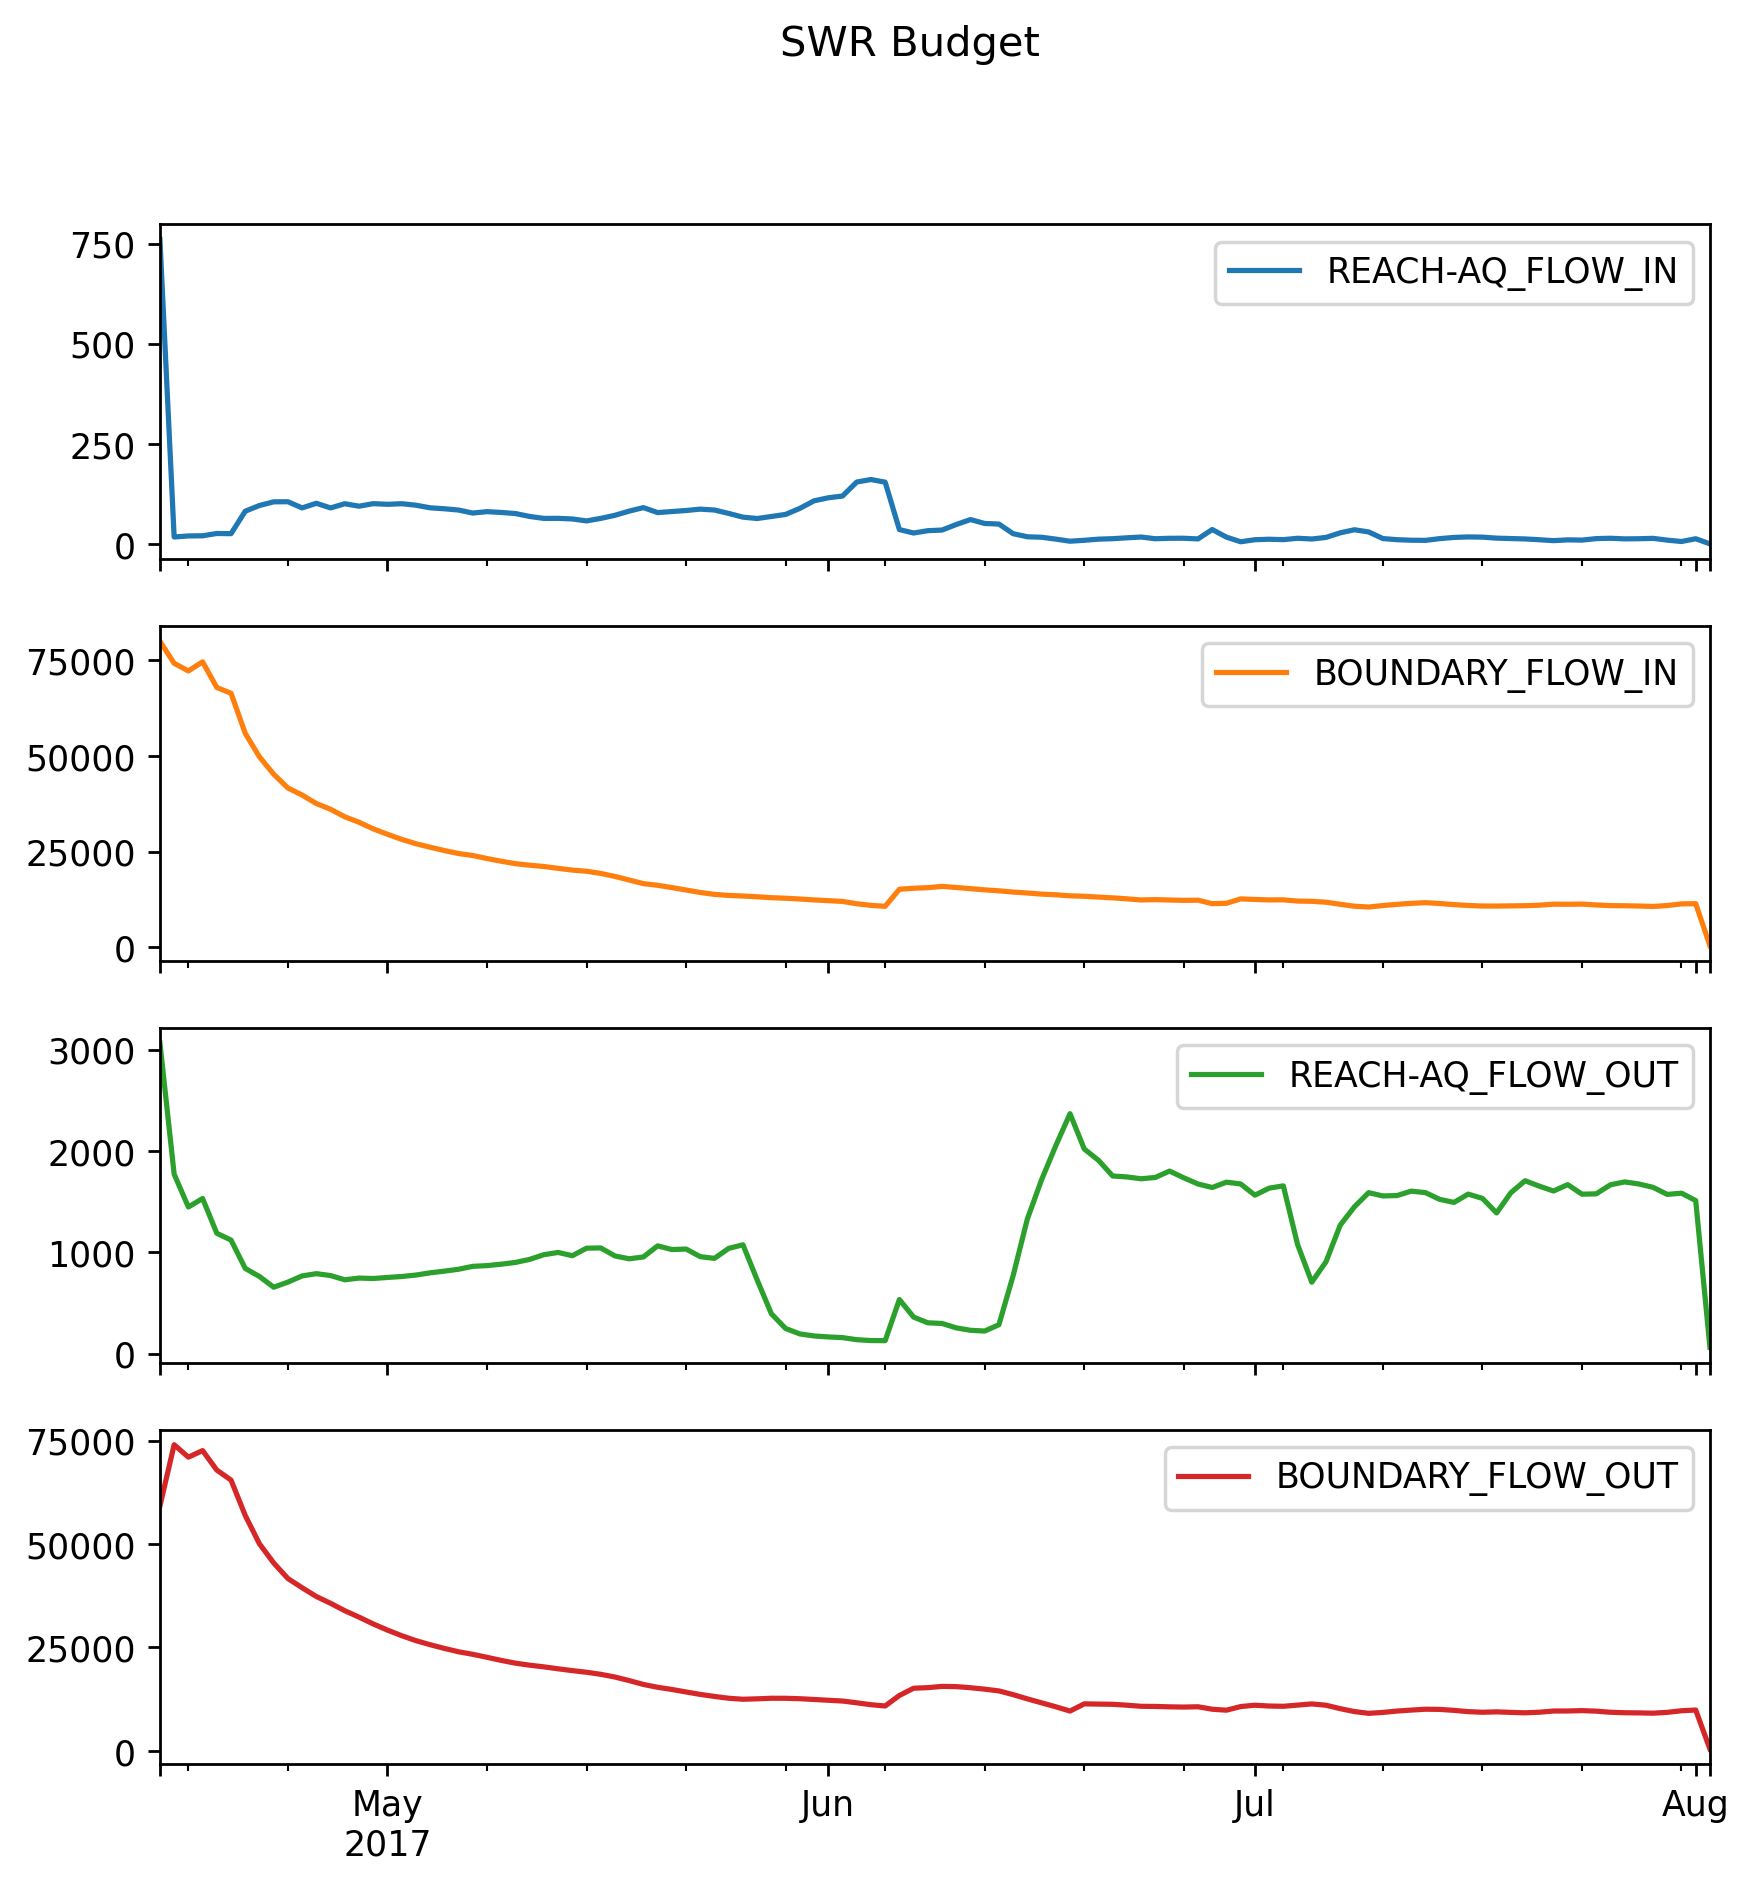 SWR Budget
750
500
250
0
REACH-AQ_FLOW_IN
75000
50000
25000
0
BOUNDARY_FLOW_IN
3000
2000
1000
0
REACH-AQ_FLOW_OUT
75000
50000
25000
0
BOUNDARY_FLOW_OUT
May Jun Jul Aug
2017